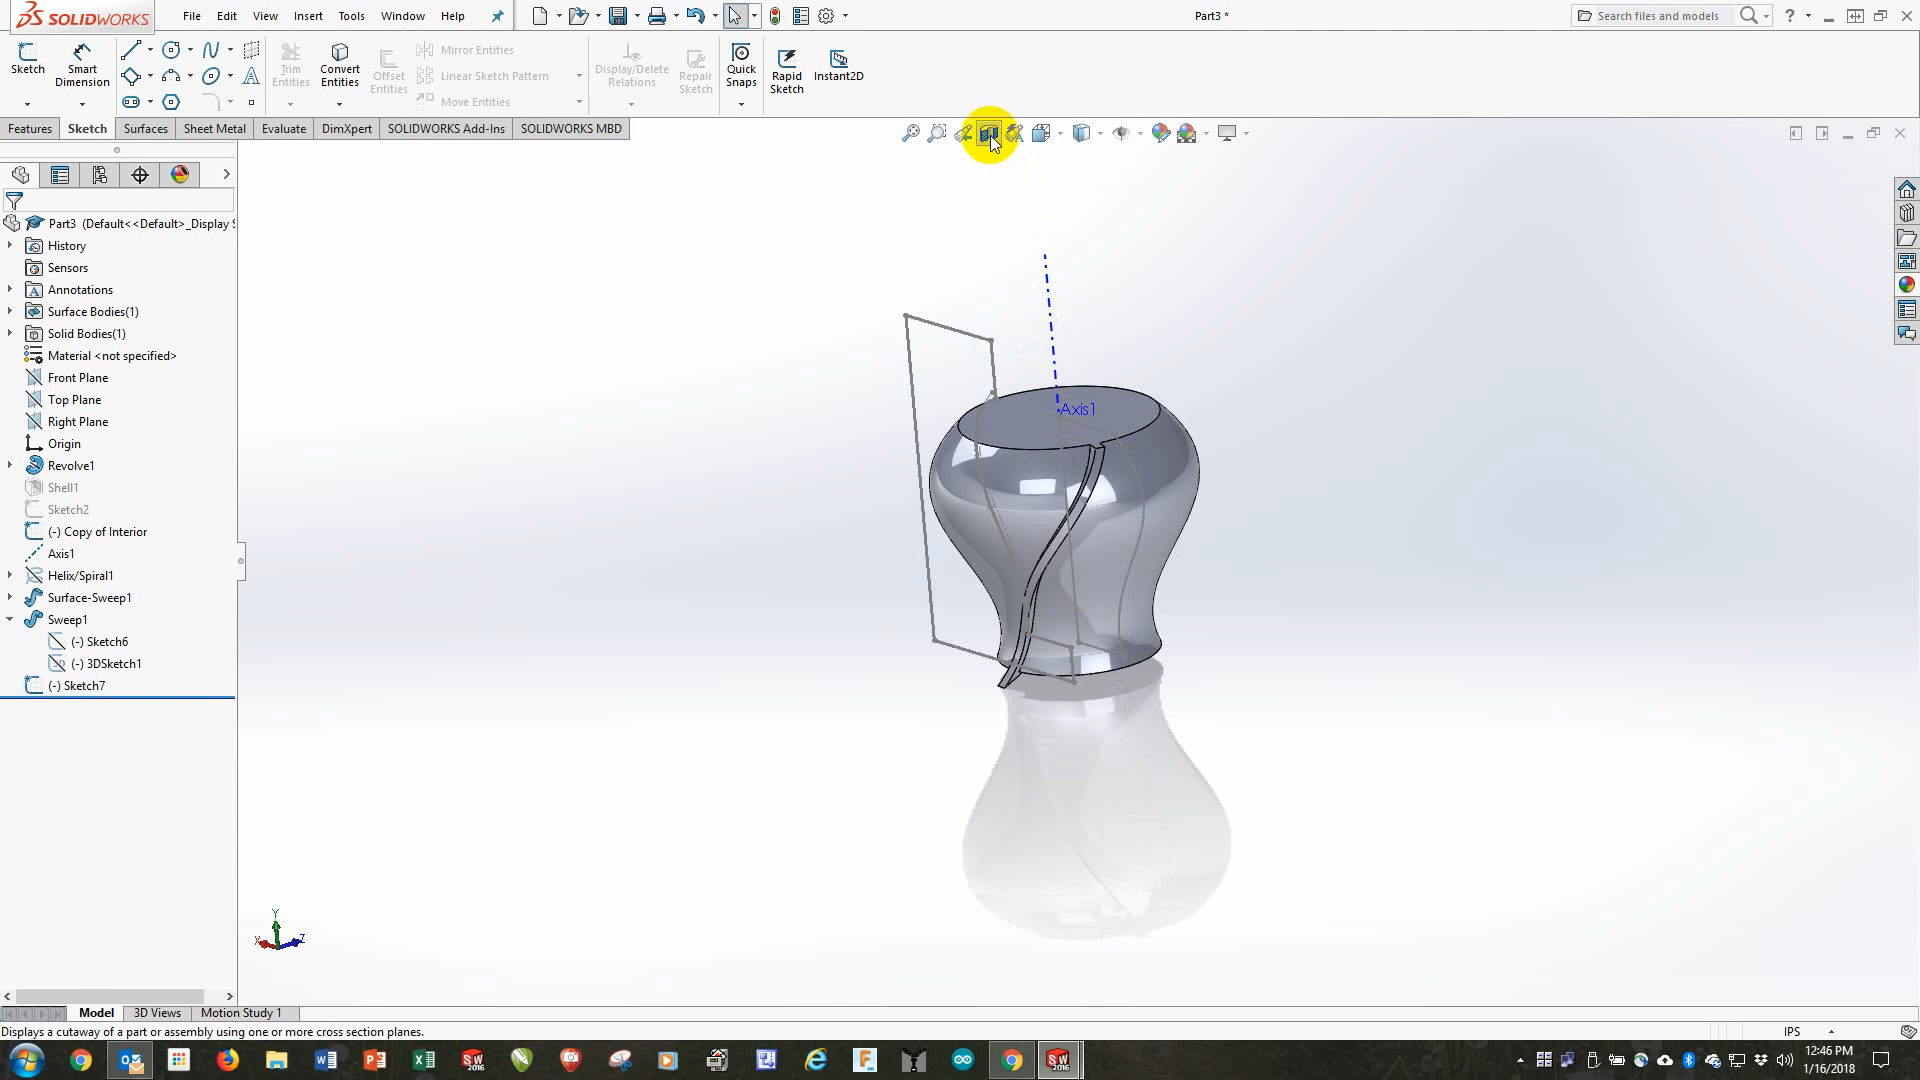 SOLIDWORKS
File Edit View Insert Tools Window Help
Part3 *
Search files and models
?
Sketch
Smart Dimension
Trim Entities
Convert Entities
Offset Entities
Mirror Entities
Linear Sketch Pattern
Move Entities
Display/Delete Relations
Repair Sketch
Quick Snaps
Rapid Sketch
Instant2D
Features Sketch Surfaces Sheet Metal Evaluate DimXpert SOLIDWORKS Add-Ins SOLIDWORKS MBD
Part3 (Default<<Default>_Display S
History
Sensors
Annotations
Surface Bodies(1)
Solid Bodies(1)
Material <not specified>
Front Plane
Top Plane
Right Plane
Origin
Revolve1
Shell1
Sketch2
(-) Copy of Interior
Axis1
Helix/Spiral1
Surface-Sweep1
Sweep1
(-) Sketch6
(-) 3DSketch1
(-) Sketch7
Axis1
Y
X
Z
Model 3D Views Motion Study 1
Displays a cutaway of a part or assembly using one or more cross section planes.
IPS
12:46 PM
1/16/2018